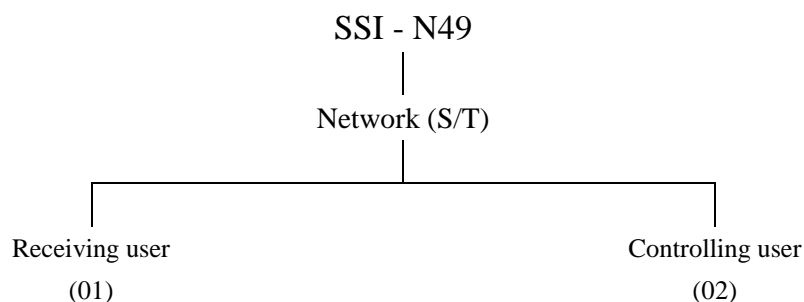 SSI - N49
Network (S/T)
Receiving user
(01)
Controlling user
(02)